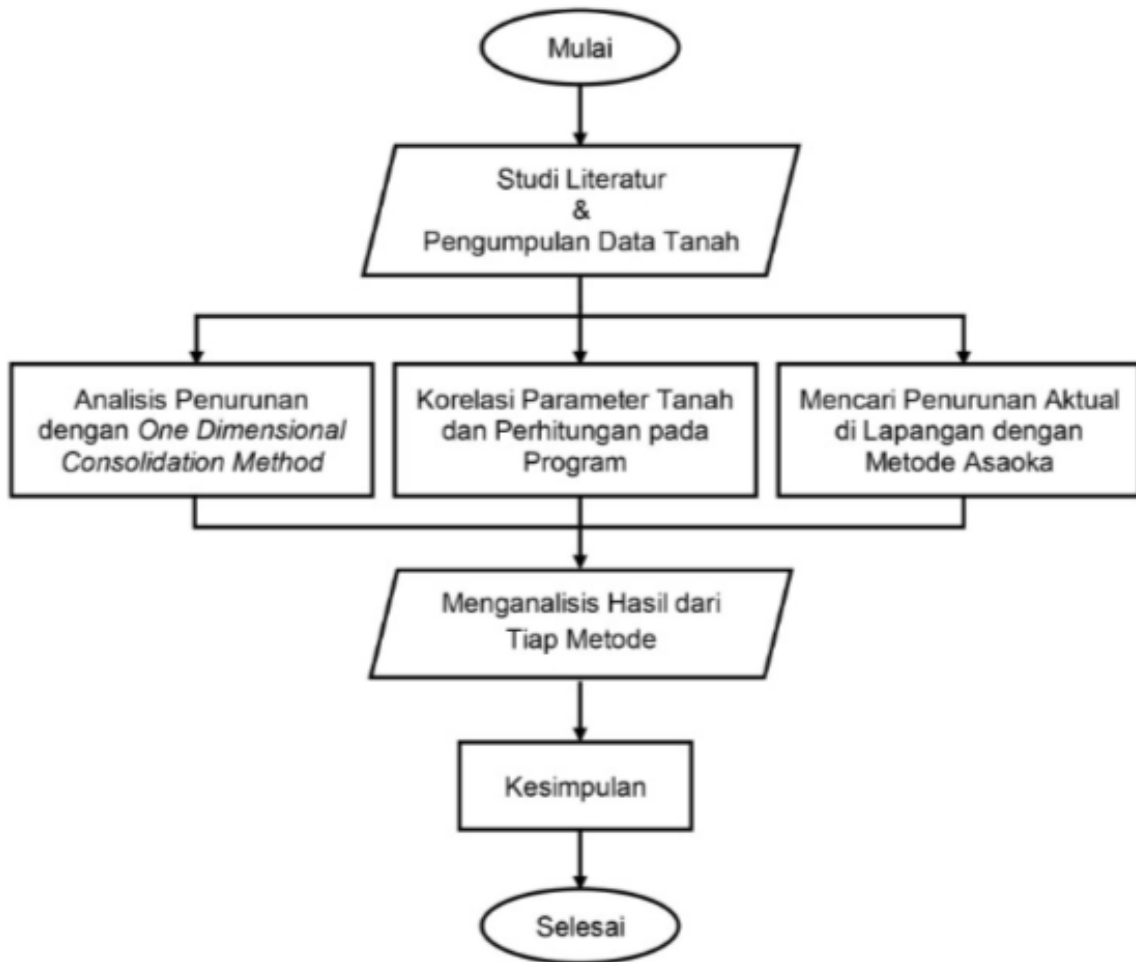 Mulai
Studi Literatur
&
Pengumpulan Data Tanah
Analisis Penurunan
dengan One Dimensional
Consolidation Method
Korelasi Parameter Tanah
dan Perhitungan pada
Program
Mencari Penurunan Aktual
di Lapangan dengan
Metode Asaoka
Menganalisis Hasil dari
Tiap Metode
Kesimpulan
Selesai